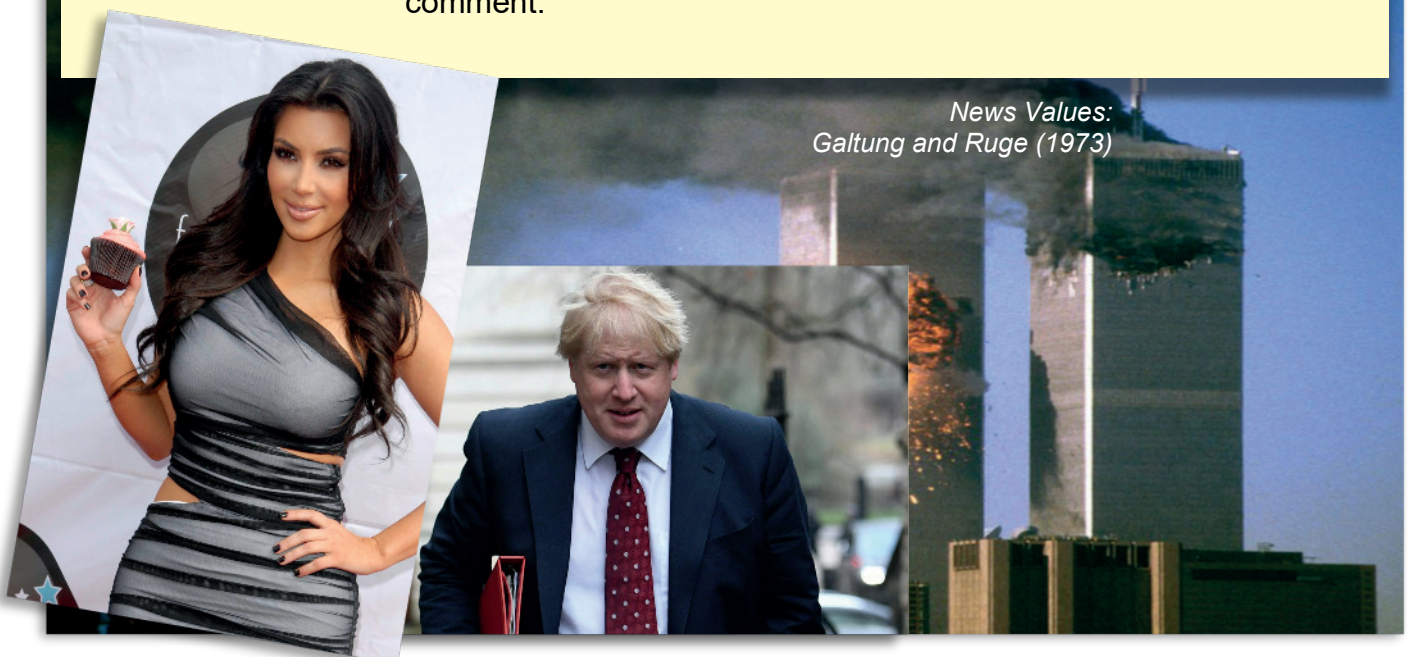 comment.
News Values:
Galtung and Ruge (1973)